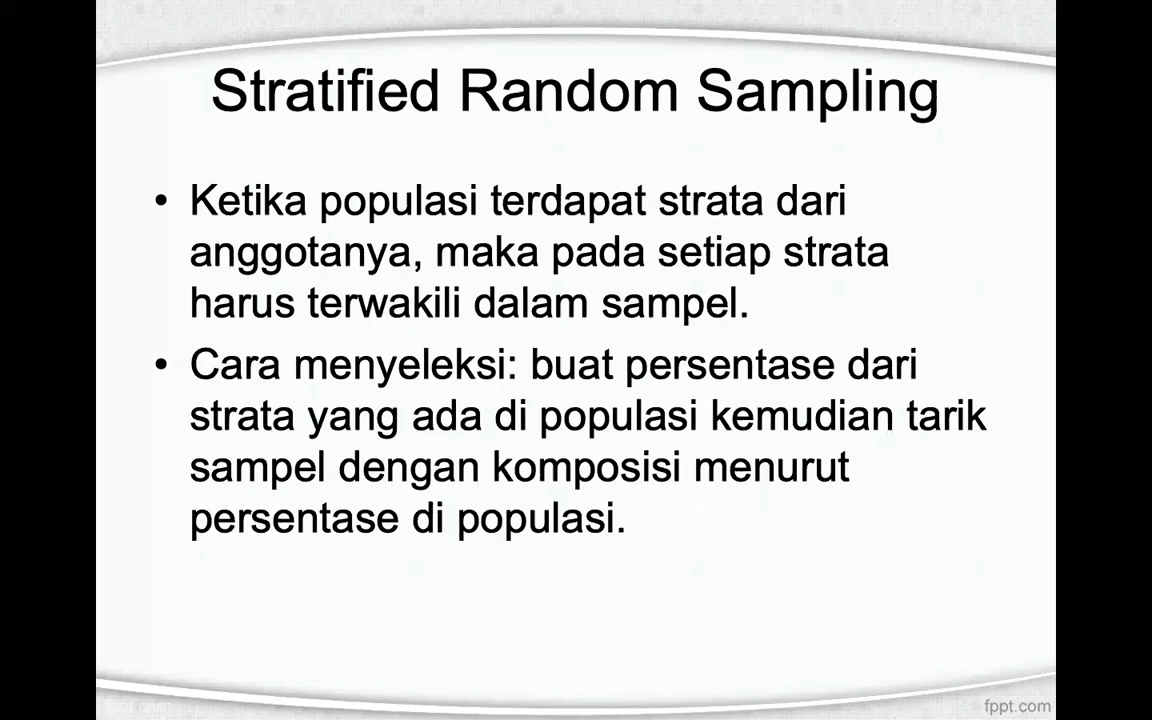 Stratified Random Sampling
• Ketika populasi terdapat strata dari
anggotanya, maka pada setiap strata
harus terwakili dalam sampel.
• Cara menyeleksi: buat persentase dari
strata yang ada di populasi kemudian tarik
sampel dengan komposisi menurut
persentase di populasi.
fppt.com